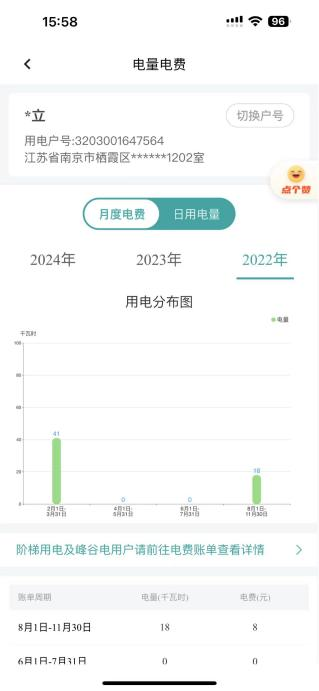 15:58
96
电量电费
*立
切换户号
用电户号:3203001647564
江苏省南京市栖霞区******1202室
点个赞
月度电费
日用电量
2024年
2023年
2022年
用电分布图
电量
千瓦时
100
80
60
40
20
0
41
0
0
18
2月1日-
3月31日
4月1日-
5月31日
6月1日-
7月31日
8月1日-
11月30日
阶梯用电及峰谷电用户请前往电费账单查看详情
账单周期
电量(千瓦时)
电费(元)
8月1日-11月30日
18
8
6月1日-7月31日
0
0